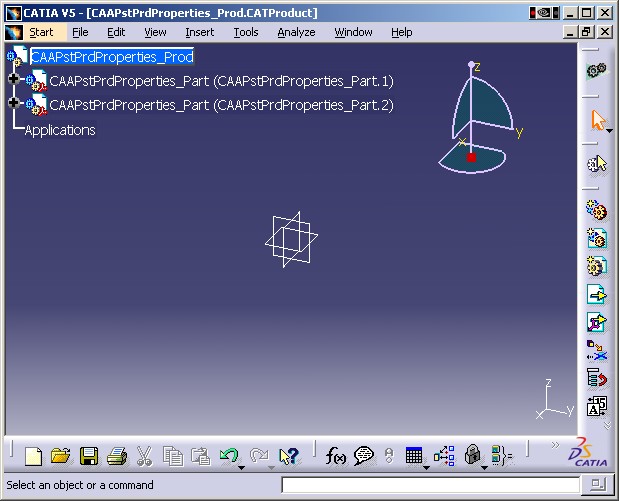 CATIA V5 - [CAAPstPrdProperties_Prod.CATProduct]
Start File Edit View Insert Tools Analyze Window Help
CAAPstPrdProperties_Prod
CAAPstPrdProperties_Part (CAAPstPrdProperties_Part.1)
CAAPstPrdProperties_Part (CAAPstPrdProperties_Part.2)
Applications
z
y
x
z
x y
f(x)
CATIA
Select an object or a command